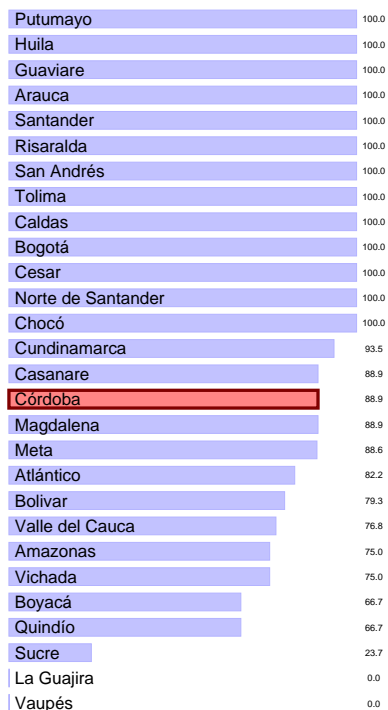 Putumayo 100.0
Huila 100.0
Guaviare 100.0
Arauca 100.0
Santander 100.0
Risaralda 100.0
San Andrés 100.0
Tolima 100.0
Caldas 100.0
Bogotá 100.0
Cesar 100.0
Norte de Santander 100.0
Chocó 100.0
Cundinamarca 93.5
Casanare 88.9
Córdoba 88.9
Magdalena 88.9
Meta 88.6
Atlántico 82.2
Bolivar 79.3
Valle del Cauca 76.8
Amazonas 75.0
Vichada 75.0
Boyacá 66.7
Quindío 66.7
Sucre 23.7
La Guajira 0.0
Vaupés 0.0